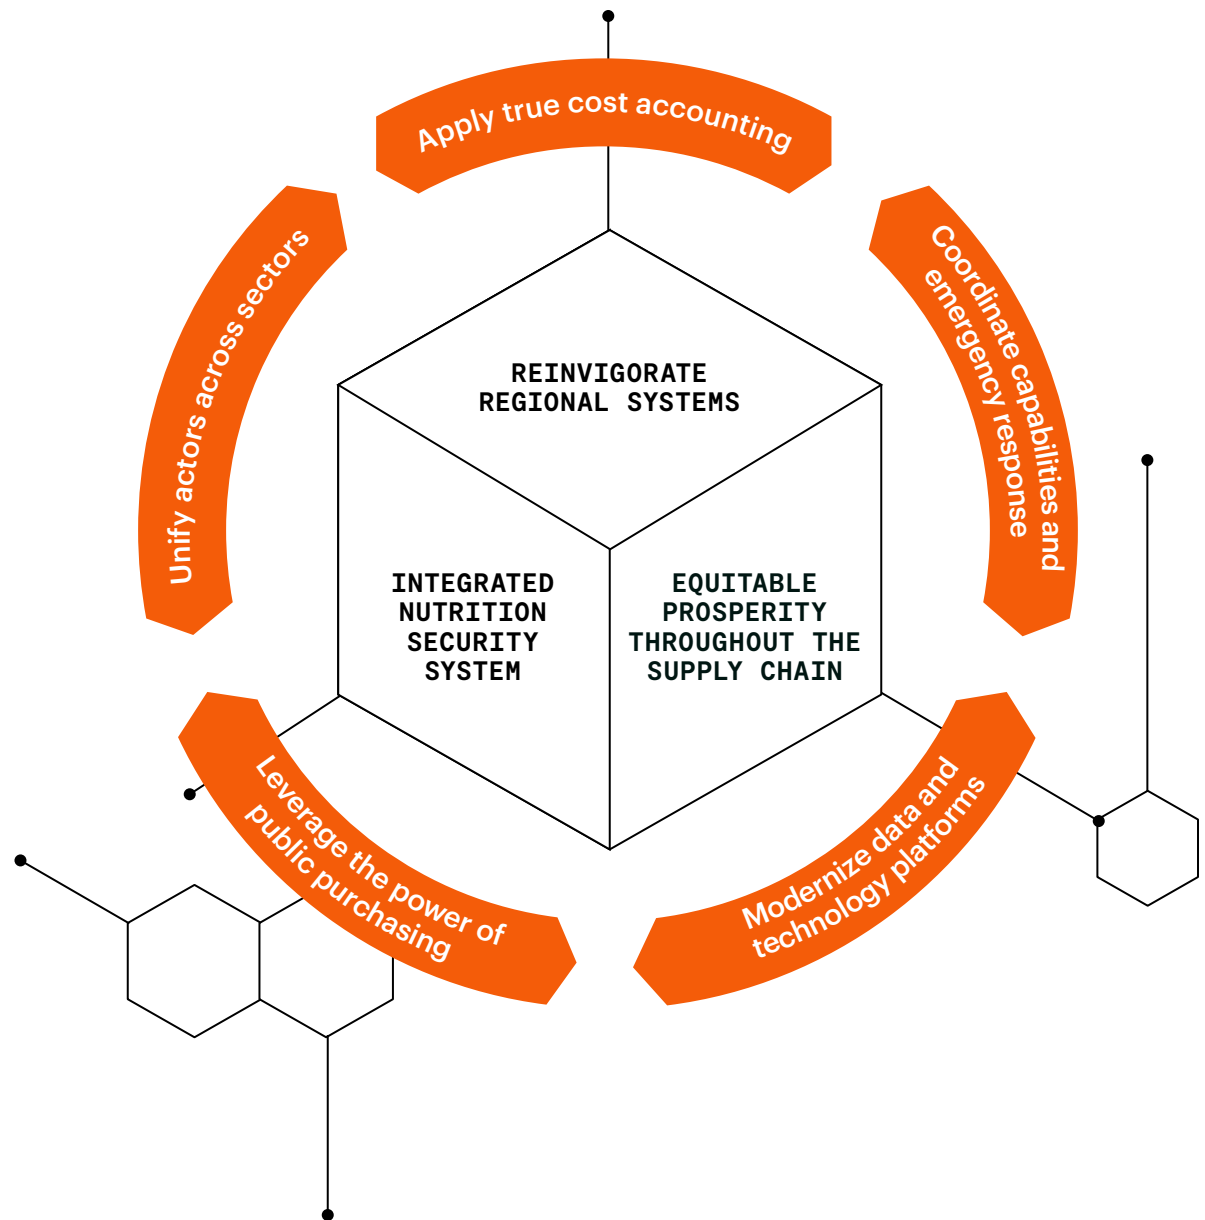 Apply true cost accounting
Coordinate capabilities and
emergency response
Unify actors across sectors
REINVIGORATE
REGIONAL SYSTEMS
INTEGRATED
NUTRITION
SECURITY
SYSTEM
EQUITABLE
PROSPERITY
THROUGHOUT THE
SUPPLY CHAIN
Leverage the power of
public purchasing
Modernize data and
technology platforms